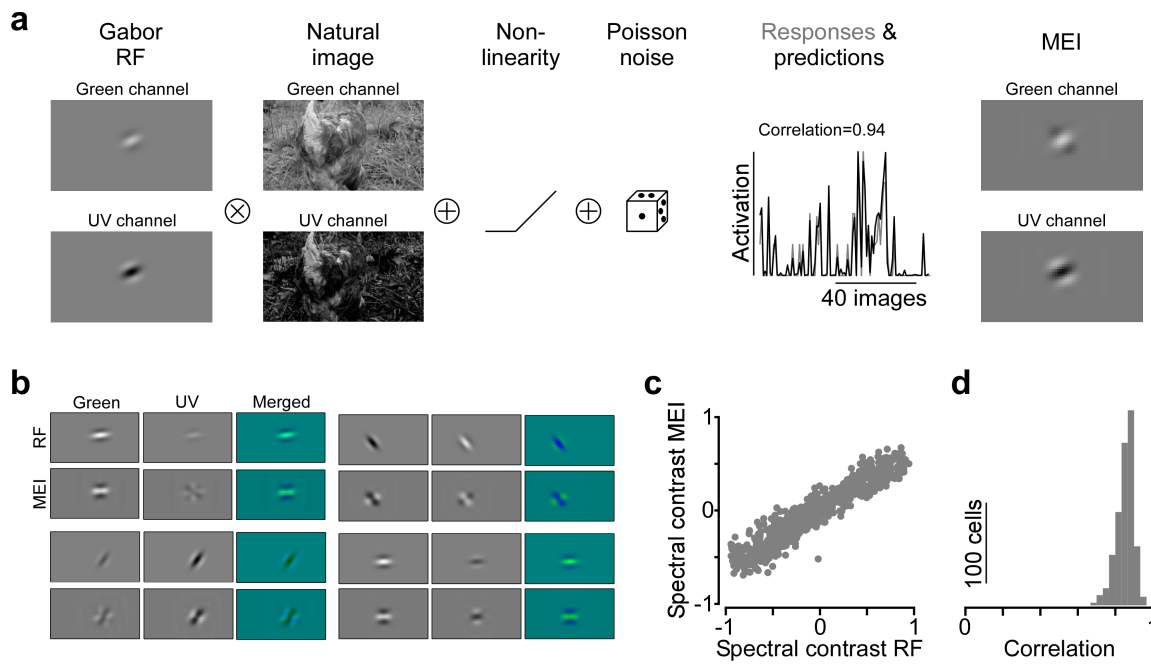 a
Gabor
RF
Natural
image
Non-
linearity
Poisson
noise
Responses &
predictions
MEI
Green channel
UV channel
Green channel
UV channel
Correlation=0.94
Activation
40 images
Green channel
UV channel
b
Green UV Merged
RF
MEI
c
Spectral contrast MEI
1
0
-1
-1 0 1
Spectral contrast RF
d
100 cells
0 1
Correlation